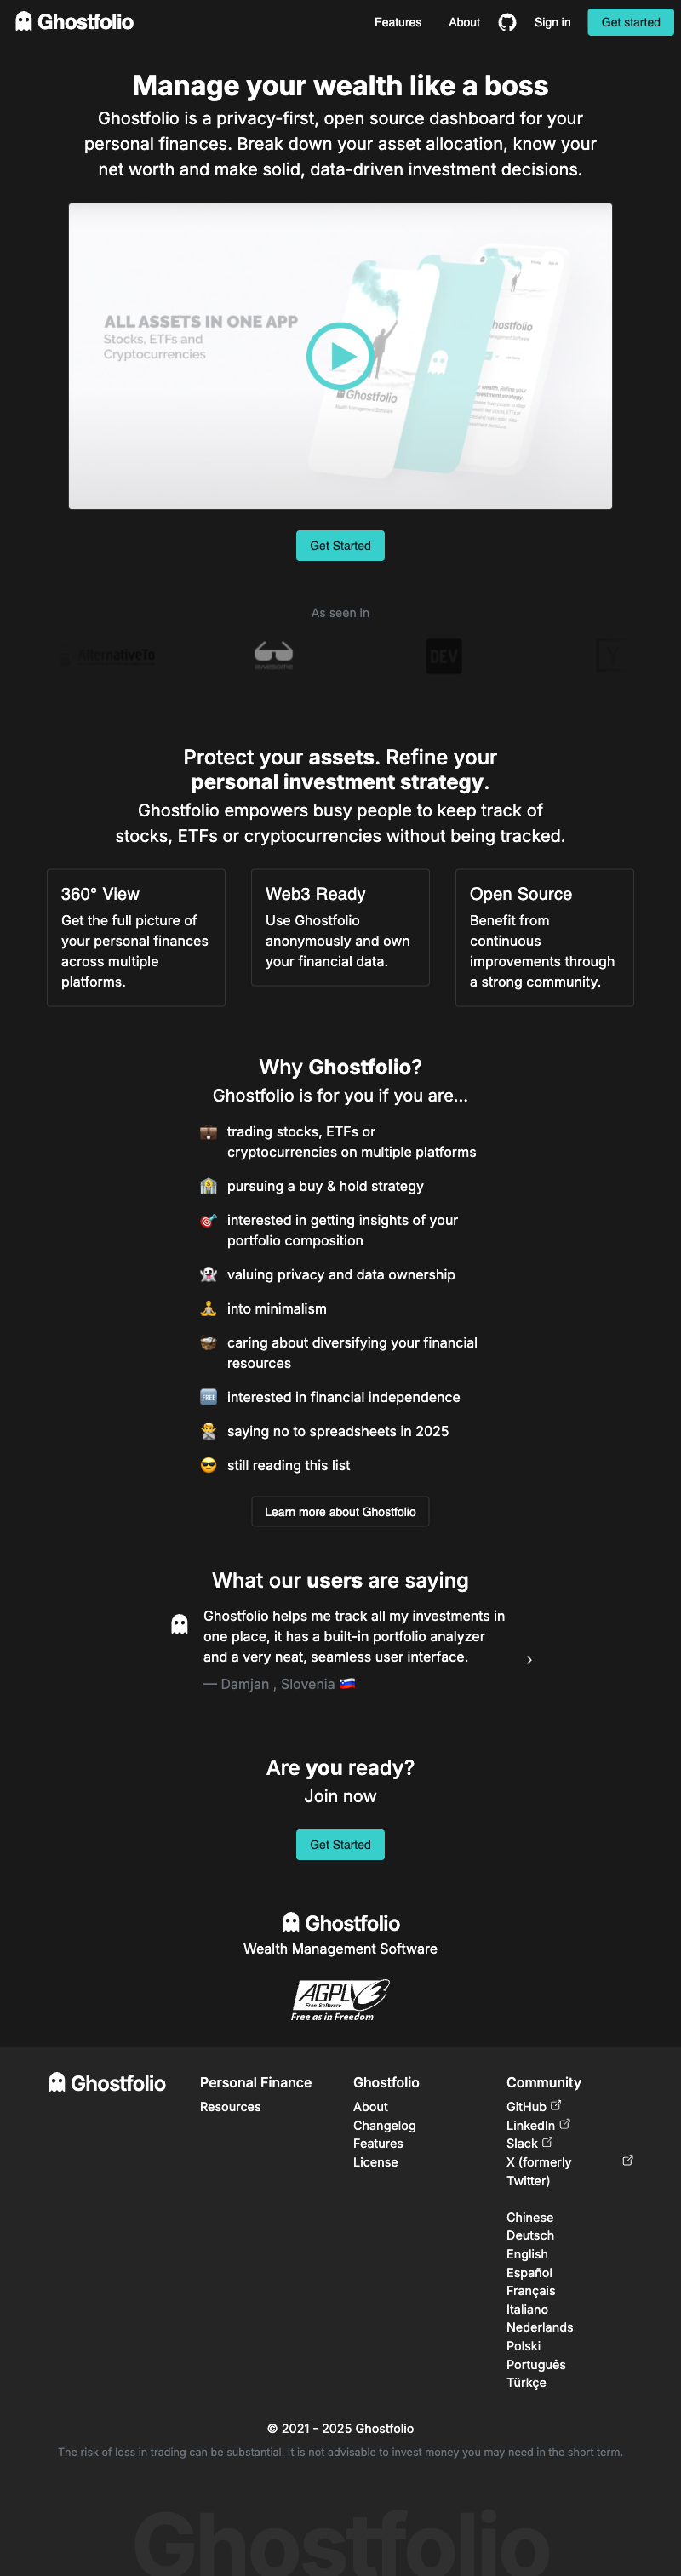 Ghostfolio
Features
About
Sign in
Get started
Manage your wealth like a boss
Ghostfolio is a privacy-first, open source dashboard for your
personal finances. Break down your asset allocation, know your
net worth and make solid, data-driven investment decisions.
ALL ASSETS IN ONE APP
Stocks, ETFs and
Cryptocurrencies
Get Started
As seen in
AlternativeTo
awesome
DEV
Y
Protect your assets. Refine your
personal investment strategy.
Ghostfolio empowers busy people to keep track of
stocks, ETFs or cryptocurrencies without being tracked.
360° View
Get the full picture of
your personal finances
across multiple
platforms.
Web3 Ready
Use Ghostfolio
anonymously and own
your financial data.
Open Source
Benefit from
continuous
improvements through
a strong community.
Why Ghostfolio?
Ghostfolio is for you if you are...
trading stocks, ETFs or
cryptocurrencies on multiple platforms
pursuing a buy & hold strategy
interested in getting insights of your
portfolio composition
valuing privacy and data ownership
into minimalism
caring about diversifying your financial
resources
interested in financial independence
saying no to spreadsheets in 2025
still reading this list
Learn more about Ghostfolio
What our users are saying
Ghostfolio helps me track all my investments in
one place, it has a built-in portfolio analyzer
and a very neat, seamless user interface.
— Damjan , Slovenia 🇸🇮
Are you ready?
Join now
Get Started
Ghostfolio
Wealth Management Software
AGPLv3
Free Software
Free as in Freedom
Ghostfolio
Personal Finance
Resources
Ghostfolio
About
Changelog
Features
License
Community
GitHub
LinkedIn
Slack
X (formerly
Twitter)
Chinese
Deutsch
English
Español
Français
Italiano
Nederlands
Polski
Português
Türkçe
© 2021 - 2025 Ghostfolio
The risk of loss in trading can be substantial. It is not advisable to invest money you may need in the short term.
Ghostfolio